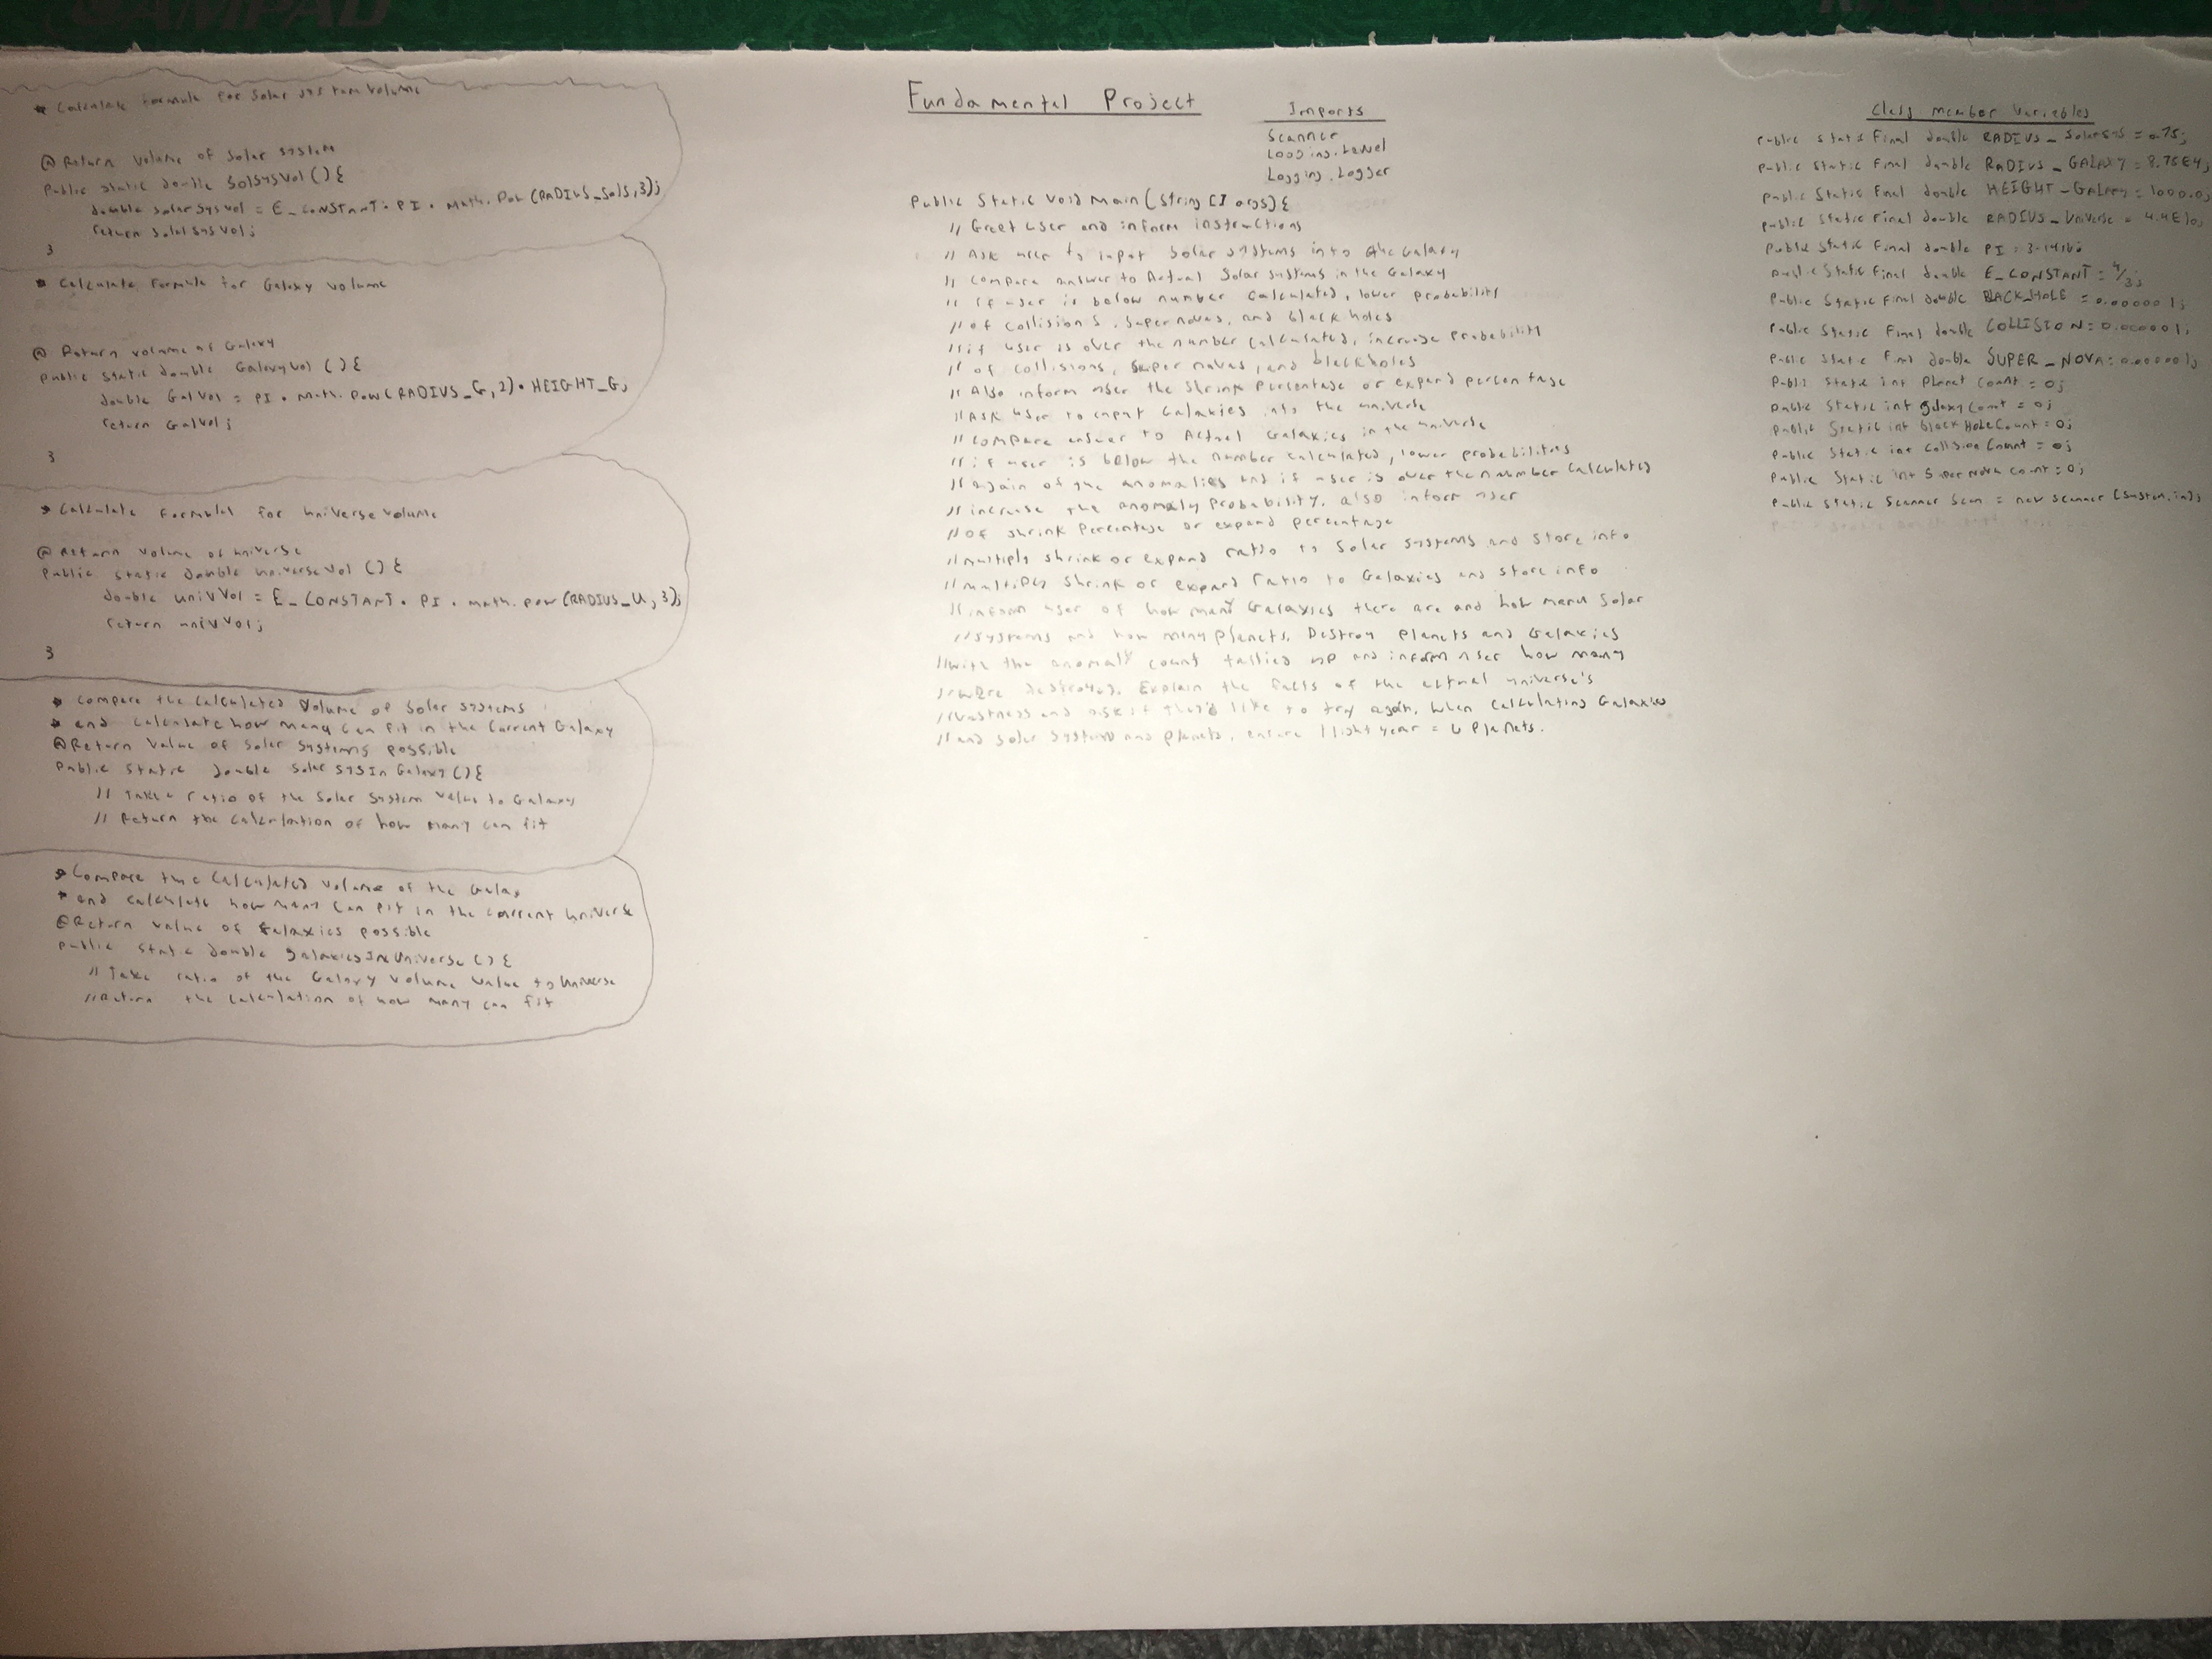 AMPAD
RECYCLED
* Calculate Formula for Solar system Volume
@ Return volume of Solar system
Public static double SolSysVol () {
double solarSysVol = E_CONSTANT • PI • Math.Pow (RADIUS_SolS, 3);
return solarSysVol;
}
* Calculate Formula for Galaxy volume
@ Return volume of Galaxy
Public static double GalaxyVol () {
double GalVol = PI • Math.Pow(RADIUS_G, 2) • HEIGHT_G;
return GalVol;
}
* Calculate Formula for universe volume
@ Return volume of universe
Public static double universeVol () {
double univVol = E_CONSTANT • PI • math.pow (RADIUS_U, 3);
return univVol;
}
* Compare the Calculated Volume of Solar systems
* and Calculate how many can fit in the Current Galaxy
@Return Value of Solar Systems possible
Public static double SolarSysIn Galaxy () {
// Take a ratio of the Solar System value to Galaxy
// Return the calculation of how many can fit
* Compare the Calculated volume of the Galaxy
* and calculate how many can fit in the current universe
@Return value of Galaxies possible
public static double galaxiesInUniverse () {
// Take ratio of the Galaxy volume value to Universe
//Return the calculation of how many can fit
Fundamental Project
Imports
Scanner
Logging.Level
Logging.Logger
Public Static Void Main (String [] args) {
// Greet user and inform instructions
// Ask user to input Solar systems into the Galaxy
// Compare answer to Actual Solar systems in the Galaxy
// if user is below number calculated, lower probability
// of collisions, Supernovas, and black holes
// if user is over the number calculated, increase probability
// of collisions, super novas, and blackholes
// Also inform user the shrink percentage or expand percentage
// Ask user to input Galaxies into the universe
// Compare answer to Actual Galaxies in the universe
// if user is below the number calculated, lower probabilities
// again of the anomalies and if user is over the number calculated
// increase the anomaly probability. also inform user
// of shrink percentage or expand percentage
// multiply shrink or expand ratio to Solar systems and store info
// multiply shrink or expand ratio to Galaxies and store info
// inform user of how many Galaxies there are and how many Solar
// systems and how many planets. Destroy planets and Galaxies
// with the anomaly count tallied up and inform user how many
// were destroyed. Explain the facts of the actual universe's
// vastness and ask if they'd like to try again. When calculating Galaxies
// and solar systems and planets, ensure 1 lightyear = 6 Planets.
Class member Variables
Public static Final double RADIUS_SolarSys = 0.75;
Public Static Final double RADIUS_GALAXY = 8.75E4;
Public Static Final double HEIGHT_GALAXY = 1000.0;
Public Static Final double RADIUS_Universe = 4.4E10;
Public Static Final double PI = 3.1416;
Public Static Final double E_CONSTANT = 4/3;
Public Static Final double BLACK_HOLE = 0.000001;
Public Static Final double COLLISION = 0.000001;
Public Static Final double SUPER_NOVA = 0.000001;
Public Static int Planet Count = 0;
Public Static int galaxyCount = 0;
Public Static int black HoleCount = 0;
Public Static int Collision Count = 0;
Public Static int Super Nova Count = 0;
Public static Scanner Scan = new scanner (system.in);